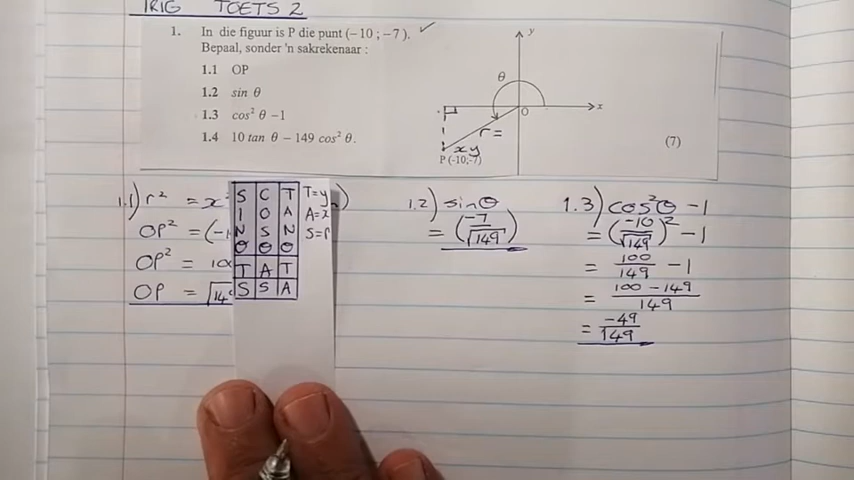 TRIG TOETS 2
1. In die figuur is P die punt (−10 ; −7).
Bepaal, sonder 'n sakrekenaar :
1.1 OP
1.2 sin θ
1.3 cos² θ −1
1.4 10 tan θ − 149 cos² θ.
(7)
y
θ
x
O
r =
x y
P (-10;-7)
1.1) r² = x²
OP² = (-1
OP² = 10
OP = √14
S C T
I O A
N S N
θ θ θ
T A T
S S A
T=y
A=x
S=r
1.2) sinθ
= (-7/√149)
1.3) cos²θ -1
= (-10/√149)² -1
= 100/149 -1
= 100-149/149
= -49/149